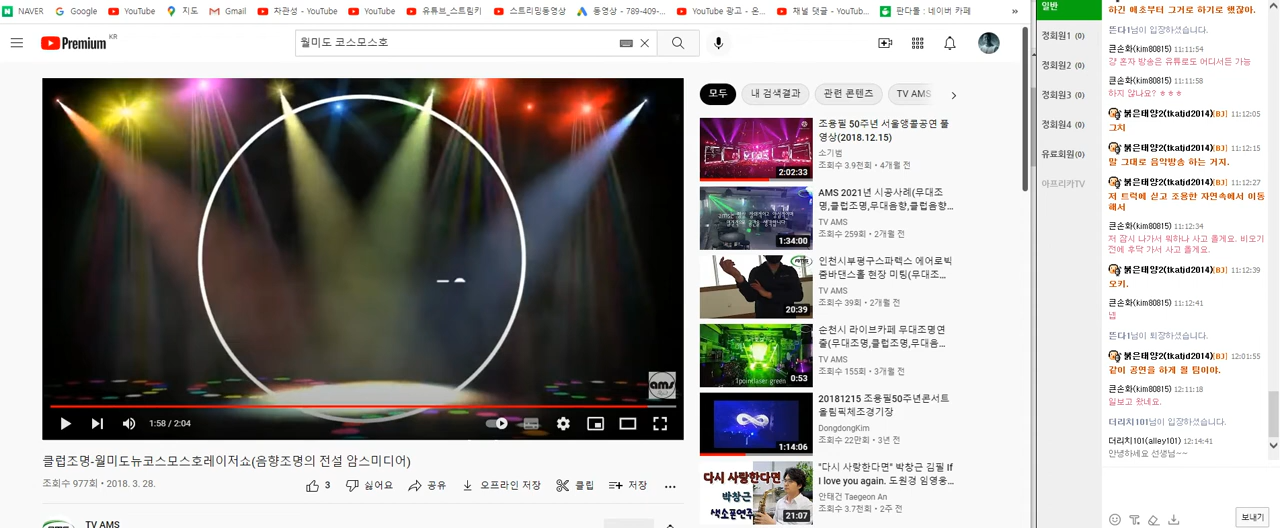 NAVER
Google
YouTube
지도
Gmail
자관성 - YouTube
YouTube
유튜브_스트림키
스트리밍동영상
동영상 - 789-409-...
YouTube 광고 - 온...
채널 댓글 - YouTub...
판다툴 : 네이버 카페
»
Premium KR
월미도 코스모스호
모두
내 검색결과
관련 콘텐츠
TV AMS
ams
1:58 / 2:04
클럽조명-월미도뉴코스모스호레이저쇼(음향조명의 전설 암스미디어)
조회수 977회 • 2018. 3. 28.
3
싫어요
공유
오프라인 저장
클립
저장
TV AMS
조용필 50주년 서울앵콜공연 풀
영상(2018.12.15)
소기범
조회수 3.9천회 • 4개월 전
2:02:33
AMS 2021년 시공사례(무대조
명,클럽조명,무대음향,클럽음향...
TV AMS
조회수 259회 • 2개월 전
1:34:00
인천시부평구스파렉스 에어로빅
줌바댄스홀 현장 미팅(무대조...
TV AMS
조회수 39회 • 2개월 전
20:39
순천시 라이브카페 무대조명연
출(무대조명,클럽조명,무대음...
TV AMS
조회수 155회 • 3개월 전
1pointlaser green
0:53
20181215 조용필50주년콘서트
올림픽체조경기장
DongdongKim
조회수 22만회 • 3년 전
1:14:06
"다시 사랑한다면" 박창근 김필 If
I love you again. 도원경 임영웅...
안태건 Taegeon An
조회수 3.7천회 • 2주 전
다시 사랑한다면
박창근
색소폰연주
21:07
일반
정회원1 (0)
정회원2 (0)
정회원3 (0)
정회원4 (0)
유료회원(0)
아프리카TV
하긴 애초부터 그거로 하기로 했잖아.
뜬다1님이 입장하셨습니다.
큰손화(kim80815) 11:11:54
걍 혼자 방송은 유튜로도 어디서든 가능
큰손화(kim80815) 11:11:58
하지 않나요? ㅎㅎㅎ
붉은태양2(tkatjd2014)[BJ] 11:12:05
그치
붉은태양2(tkatjd2014)[BJ] 11:12:15
말 그대로 음악방송 하는 거지.
붉은태양2(tkatjd2014)[BJ] 11:12:27
저 트럭에 싣고 조용한 자연속에서 이동
해서
큰손화(kim80815) 11:12:34
저 잠시 나가서 뭐하나 사고 올게요. 비오기
전에 후닥 가서 사고 올게요.
붉은태양2(tkatjd2014)[BJ] 11:12:39
오키.
큰손화(kim80815) 11:12:41
넵
뜬다1님이 퇴장하셨습니다.
붉은태양2(tkatjd2014)[BJ] 12:01:55
같이 공연을 하게 될 팀이야.
큰손화(kim80815) 12:11:18
일보고 왔네요.
더리치101님이 입장하셨습니다.
더리치101(alley101) 12:14:41
안녕하세요 선생님~~
보내기